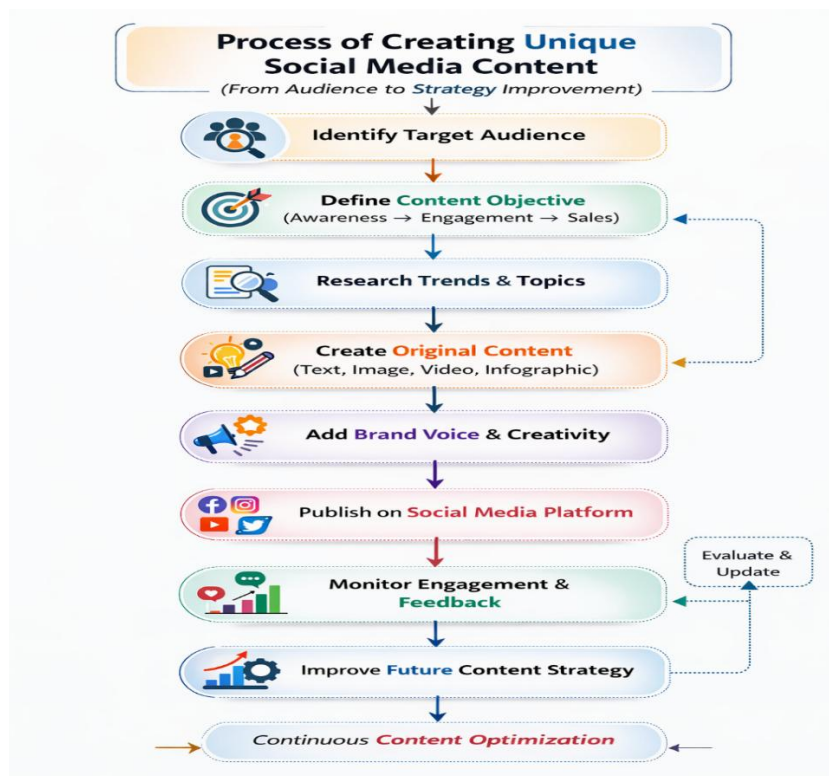 Process of Creating Unique
Social Media Content
(From Audience to Strategy Improvement)
Identify Target Audience
Define Content Objective
(Awareness → Engagement → Sales)
Research Trends & Topics
Create Original Content
(Text, Image, Video, Infographic)
Add Brand Voice & Creativity
Publish on Social Media Platform
Evaluate &
Update
Monitor Engagement &
Feedback
Improve Future Content Strategy
Continuous Content Optimization